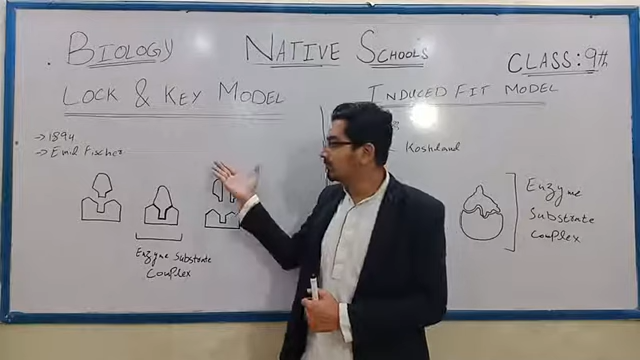 BIOLOGY NATIVE SCHOOLS CLASS: 9th
LOCK & KEY MODEL
INDUCED FIT MODEL
→ 1894
→ Emil Fischer
Koshland
Enzyme Substrate
Complex
Enzyme
Substrate
Complex